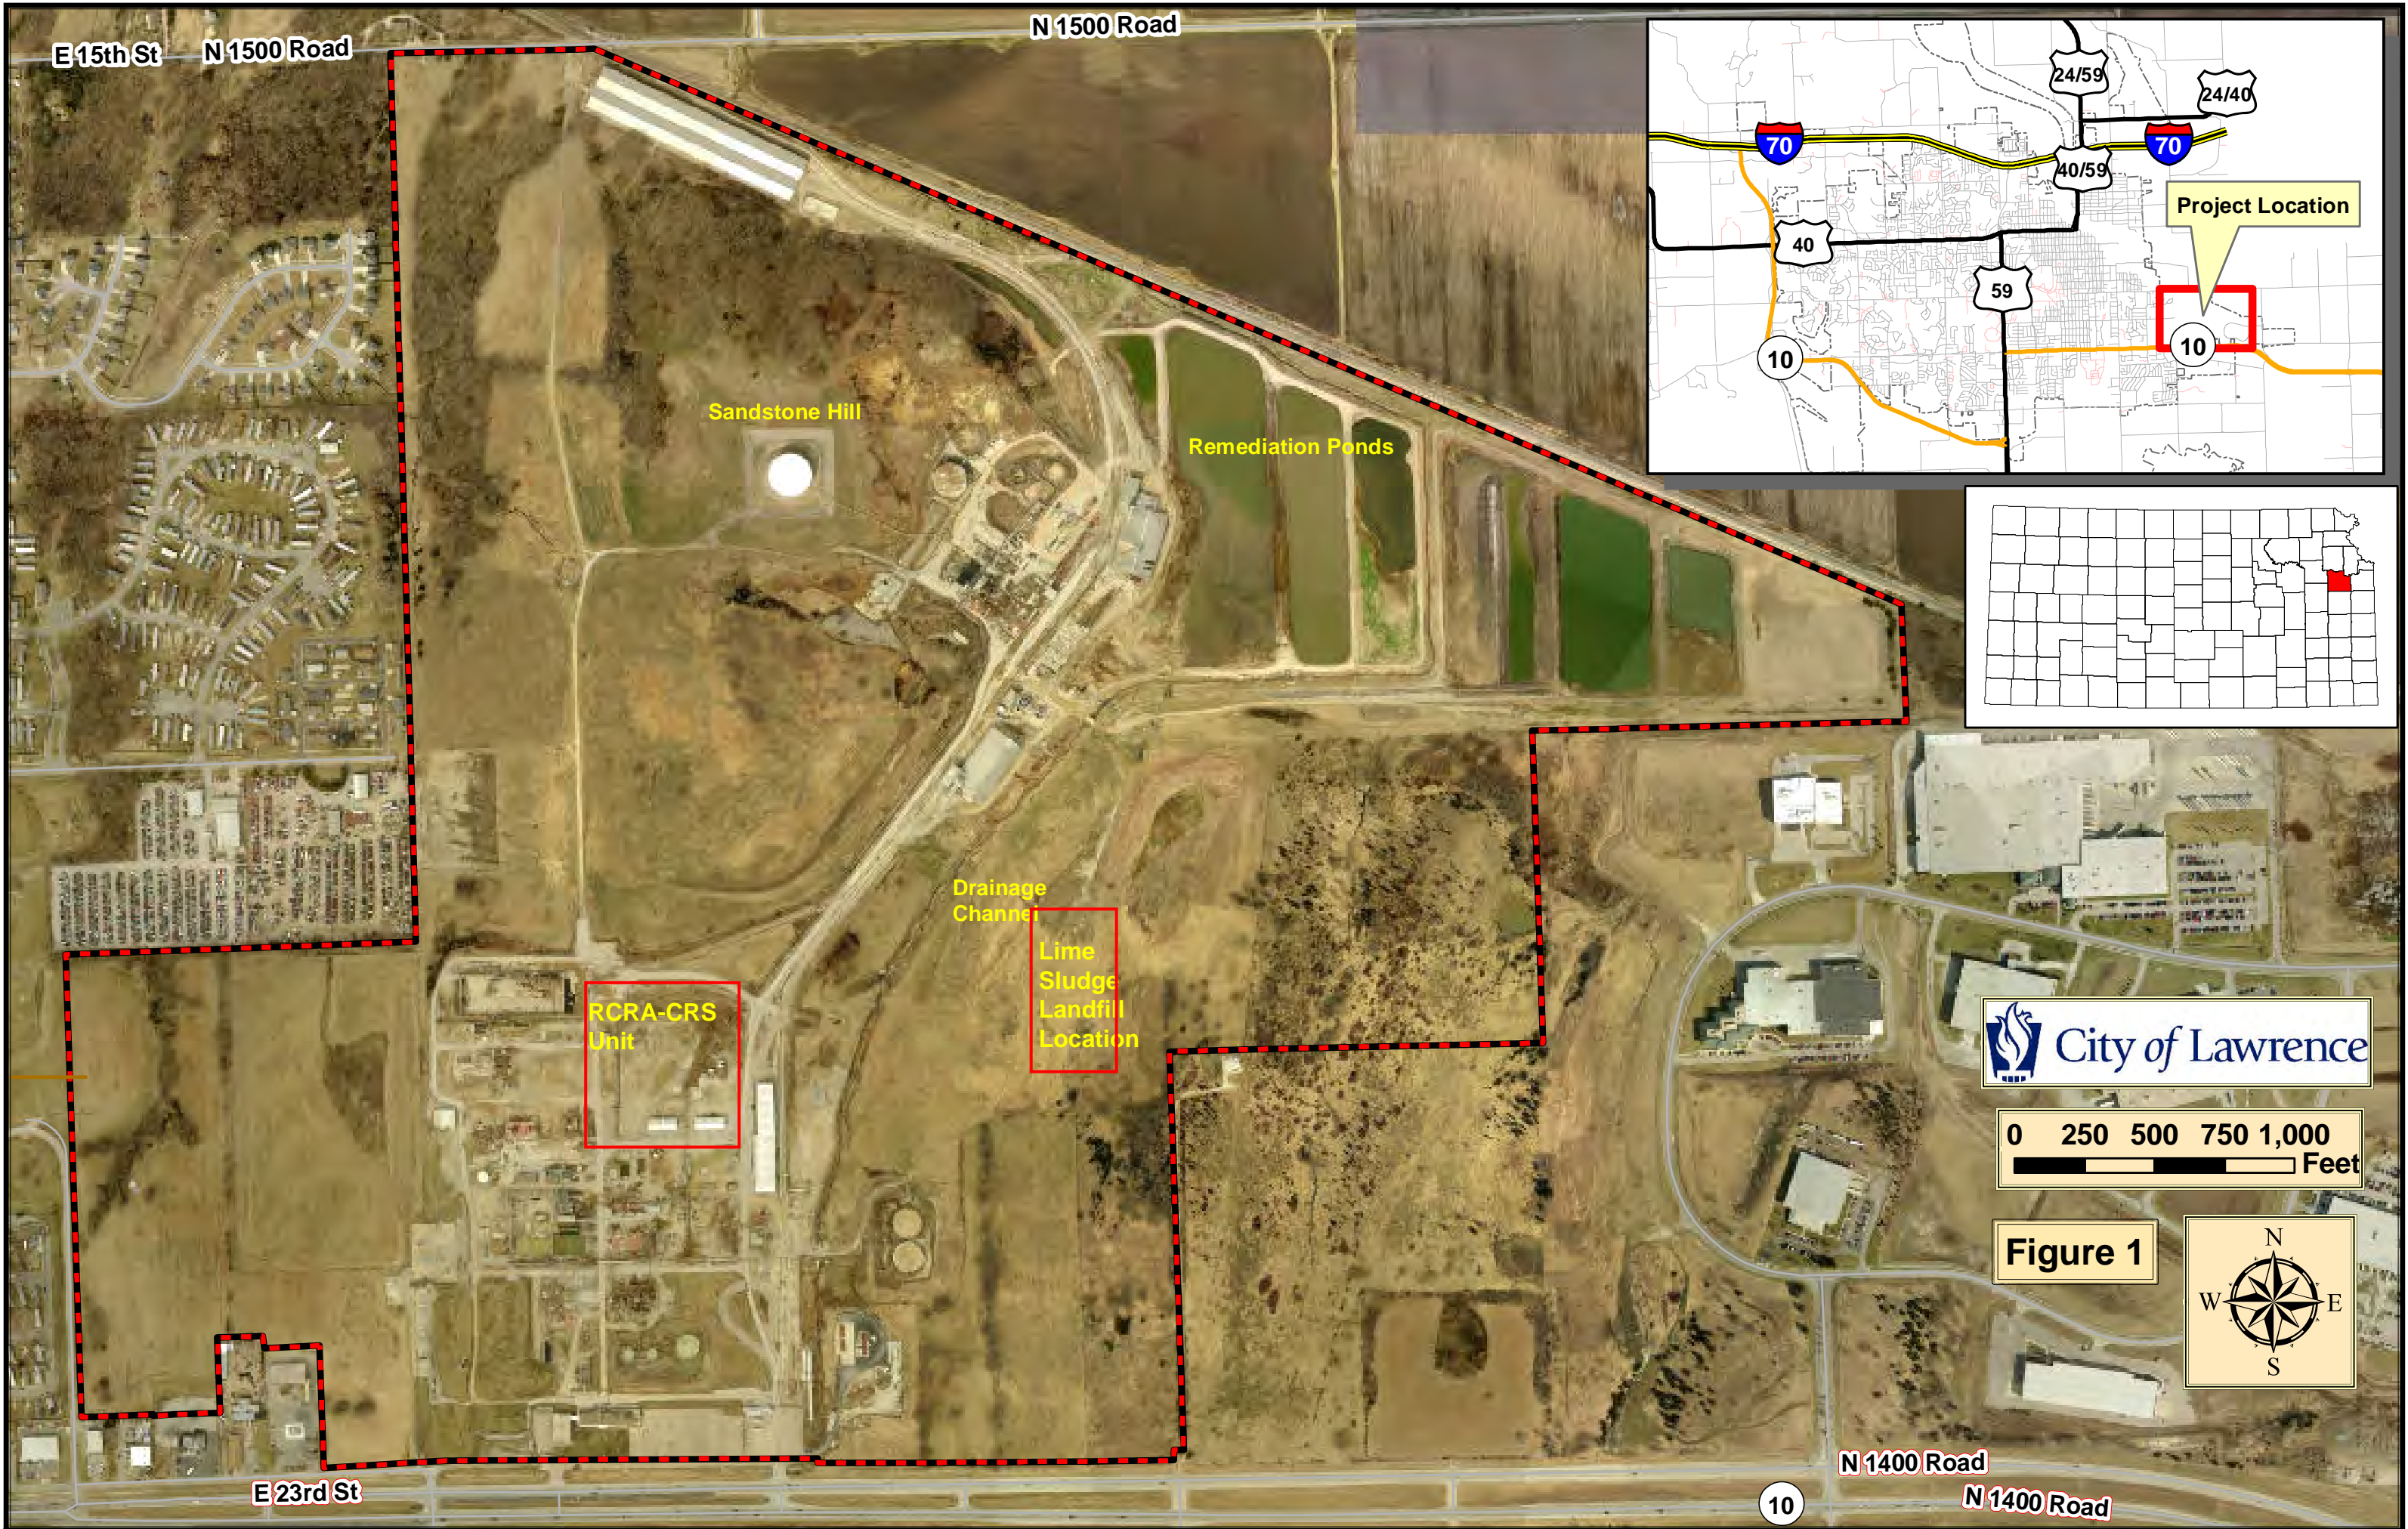 E 15th St
N 1500 Road
N 1500 Road
24/59
24/40
70
70
40/59
Project Location
40
59
10
10
Sandstone Hill
Remediation Ponds
Drainage
Channel
Lime
Sludge
Landfill
Location
RCRA-CRS
Unit
City of Lawrence
0 250 500 750 1,000
Feet
Figure 1
N
W
E
S
N 1400 Road
E 23rd St
10
N 1400 Road